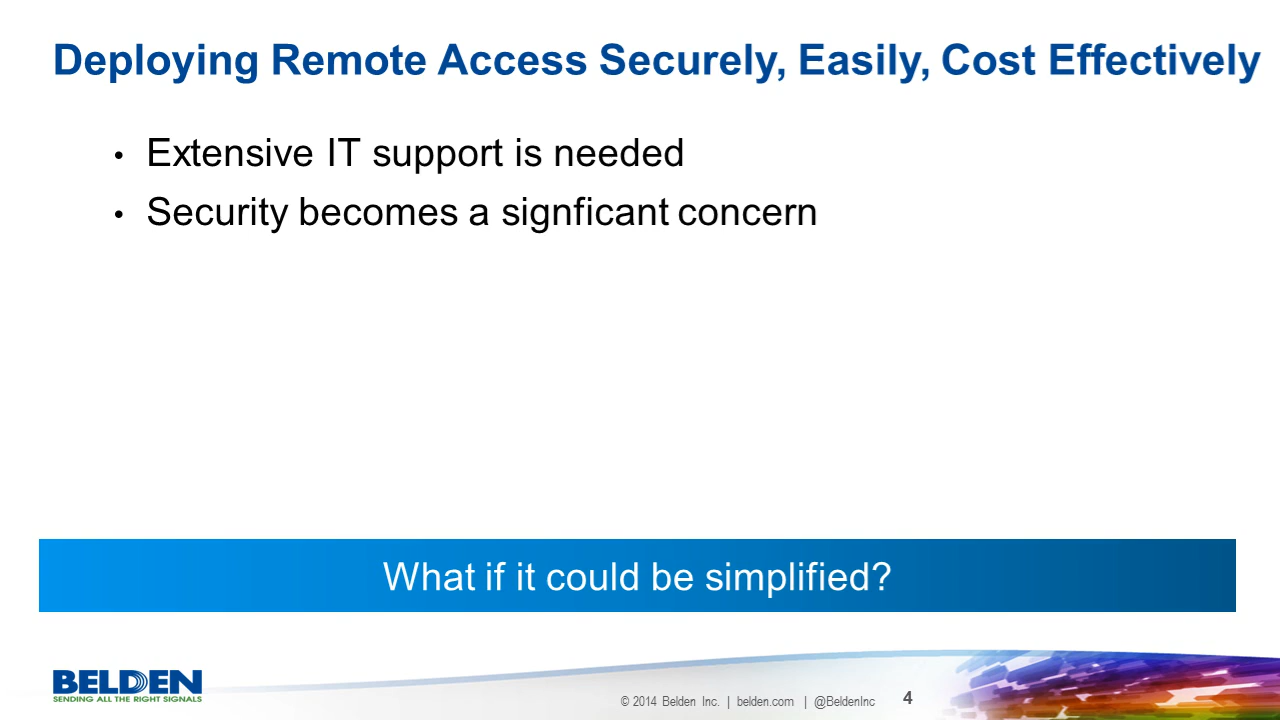 Deploying Remote Access Securely, Easily, Cost Effectively
• Extensive IT support is needed
• Security becomes a signficant concern
What if it could be simplified?
BELDEN
SENDING ALL THE RIGHT SIGNALS
© 2014 Belden Inc. | belden.com | @BeldenInc 4